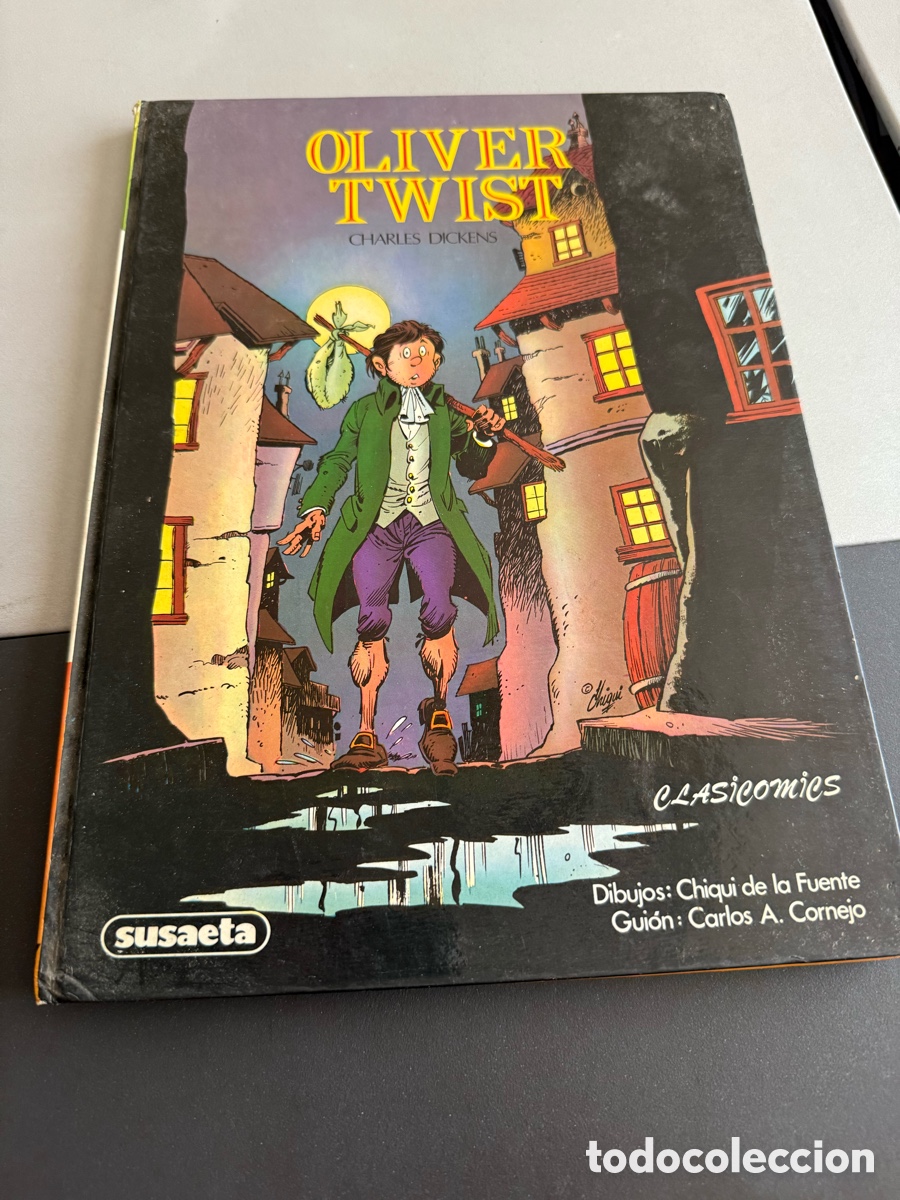 OLIVER
TWIST
CHARLES DICKENS
© Chiqui
CLASICOMICS
Dibujos: Chiqui de la Fuente
Guión: Carlos A. Cornejo
susaeta
todocoleccion